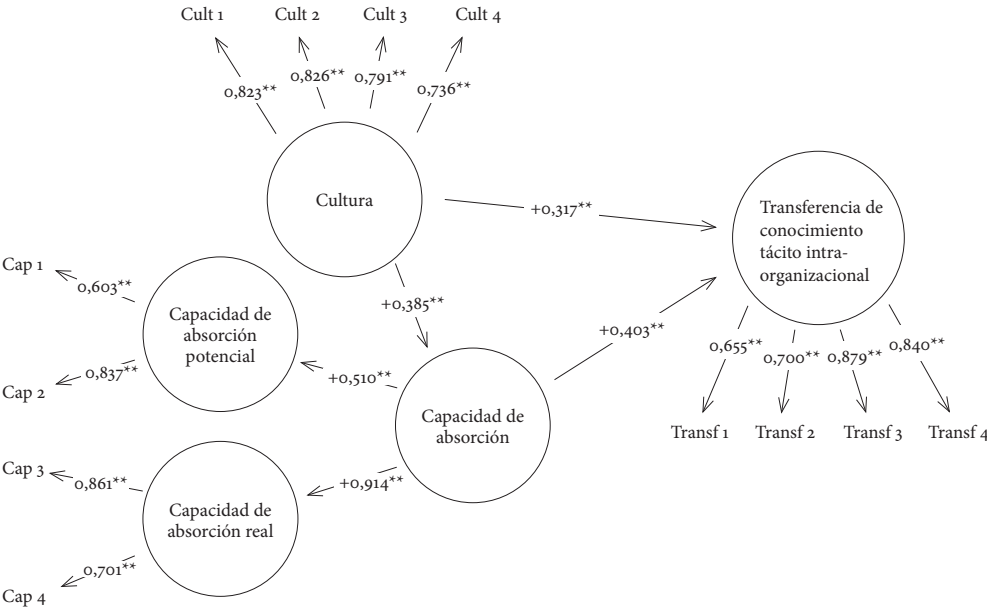 Cult 1
Cult 2
Cult 3
Cult 4
0,823**
0,826**
0,791**
0,736**
Cultura
+0,317**
Transferencia de
conocimiento
tácito intra-
organizacional
Cap 1
0,603**
Capacidad de
absorción
potencial
+0,385**
+0,403**
0,655**
0,700**
0,879**
0,840**
Cap 2
0,837**
+0,510**
Capacidad de
absorción
Transf 1
Transf 2
Transf 3
Transf 4
Cap 3
0,861**
+0,914**
Capacidad de
absorción real
0,701**
Cap 4